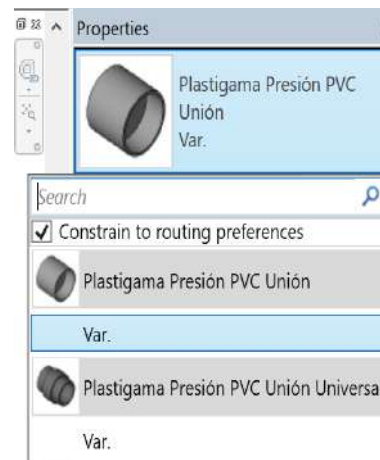 Properties
Plastigama Presión PVC
Unión
Var.
Search
Constrain to routing preferences
Plastigama Presión PVC Unión
Var.
Plastigama Presión PVC Unión Universa
Var.